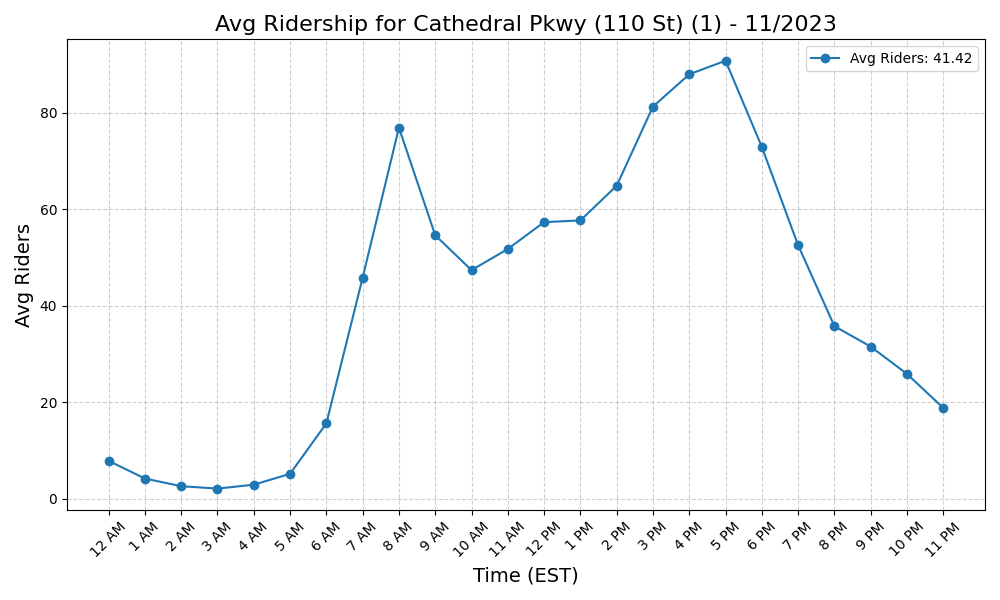 Avg Ridership for Cathedral Pkwy (110 St) (1) - 11/2023
Avg Riders: 41.42
Avg Riders
80
60
40
20
0
12 AM
1 AM
2 AM
3 AM
4 AM
5 AM
6 AM
7 AM
8 AM
9 AM
10 AM
11 AM
12 PM
1 PM
2 PM
3 PM
4 PM
5 PM
6 PM
7 PM
8 PM
9 PM
10 PM
11 PM
Time (EST)